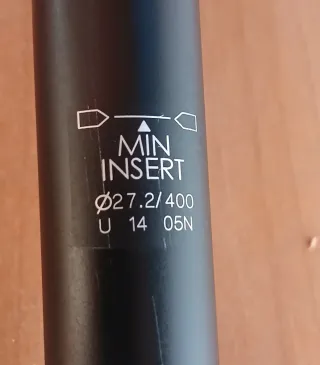 MIN
INSERT
Ø27.2/400
U 14 05N